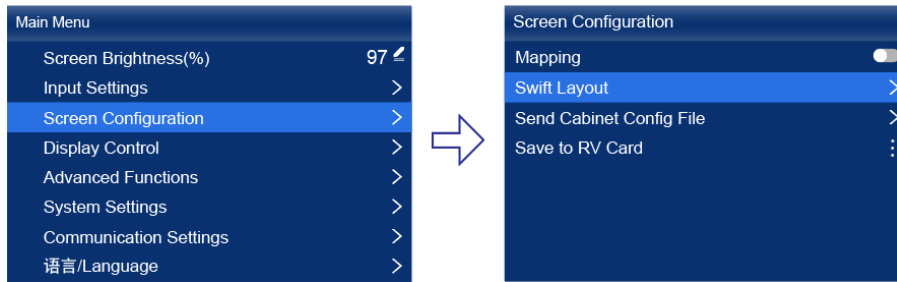 Main Menu
Screen Brightness(%) 97
Input Settings
Screen Configuration
Display Control
Advanced Functions
System Settings
Communication Settings
语言/Language
Screen Configuration
Mapping
Swift Layout
Send Cabinet Config File
Save to RV Card